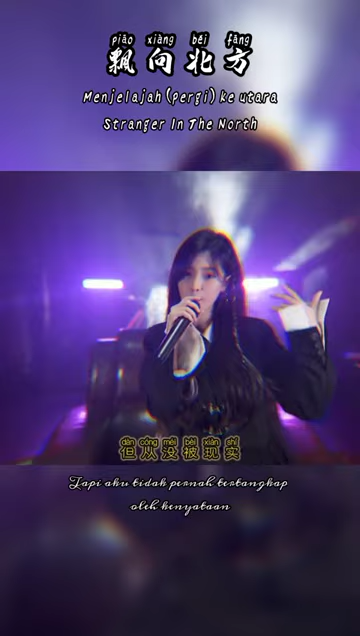 piāo xiàng běi fāng
飘向北方
Menjelajah (pergi) ke utara
Stranger In The North
dàn cóng méi bèi xiàn shí
但从没被现实
Tapi aku tidak pernah tertangkap
oleh kenyataan